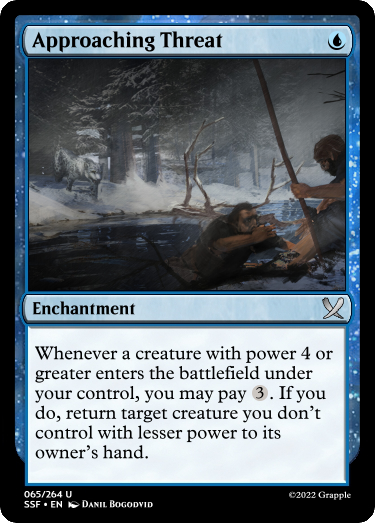 Approaching Threat
Enchantment
Whenever a creature with power 4 or
greater enters the battlefield under
your control, you may pay 3. If you
do, return target creature you don't
control with lesser power to its
owner's hand.
065/264 U
SSF • EN Danil Bogodvid
©2022 Grapple